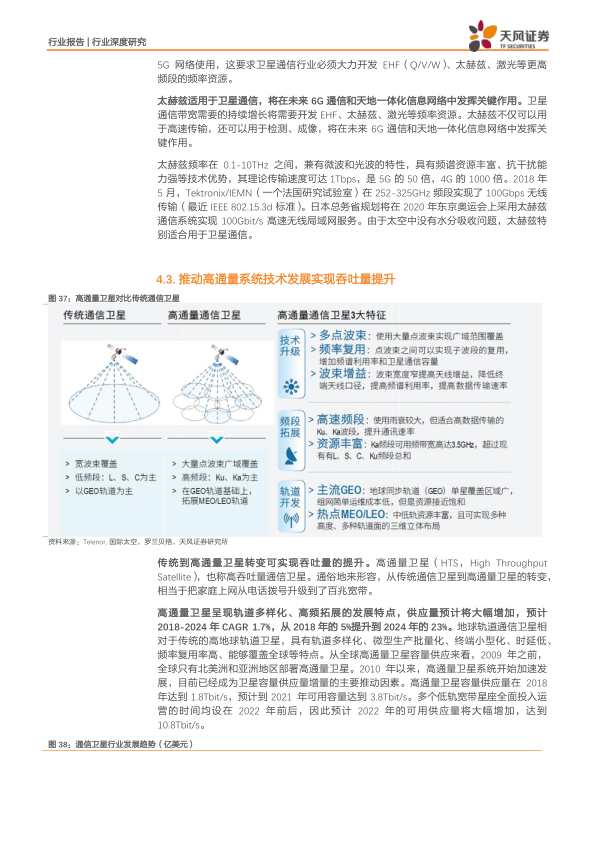 行业报告 | 行业深度研究
天风证券
TF SECURITIES
5G 网络使用，这要求卫星通信行业必须大力开发 EHF（Q/V/W）、太赫兹、激光等更高
频段的频率资源。
太赫兹适用于卫星通信，将在未来 6G 通信和天地一体化信息网络中发挥关键作用。卫星
通信带宽需要的持续增长将需要开发 EHF、太赫兹、激光等频率资源。太赫兹不仅可以用
于高速传输，还可以用于检测、成像，将在未来 6G 通信和天地一体化信息网络中发挥关
键作用。
太赫兹频率在 0.1-10THz 之间，兼有微波和光波的特性，具有频谱资源丰富、抗干扰能
力强等技术优势，其理论传输速度可达 1Tbps，是 5G 的 50 倍，4G 的 1000 倍。2018 年
5 月，Tektronix/IEMN（一个法国研究试验室）在 252-325GHz 频段实现了 100Gbps 无线
传输（最近 IEEE 802.15.3d 标准）。日本总务省规划将在 2020 年东京奥运会上采用太赫兹
通信系统实现 100Gbit/s 高速无线局域网服务。由于太空中没有水分吸收问题，太赫兹特
别适合用于卫星通信。
4.3. 推动高通量系统技术发展实现吞吐量提升
图 37：高通量卫星对比传统通信卫星
传统通信卫星
> 宽波束覆盖
> 低频段：L、S、C为主
> 以GEO轨道为主
高通量通信卫星
> 大量点波束广域覆盖
> 高频段：Ku、Ka为主
> 在GEO轨道基础上，
拓展MEO/LEO轨道
高通量通信卫星3大特征
技术
升级
> 多点波束：使用大量点波束实现广域范围覆盖
> 频率复用：点波束之间可以实现子波段的复用，
增加频谱利用率和卫星通信容量
> 波束增益：波束宽度窄提高天线增益，降低终
端天线口径，提高频谱利用率，提高数据传输速率
频段
拓展
> 高速频段：使用雨衰较大，但适合高数据传输的
Ku、Ka波段，提升通讯速率
> 资源丰富：Ka频段可用频带宽高达3.5GHz，超过现
有有L、S、C、Ku频段总和
轨道
开发
> 主流GEO：地球同步轨道（GEO）单星覆盖区域广，
组网简单运维成本低，但是资源接近饱和
> 热点MEO/LEO：中低轨资源丰富，且可实现多种
高度、多种轨道面的三维立体布局
资料来源：Telenor, 国际太空，罗兰贝格、天风证券研究所
传统到高通量卫星转变可实现吞吐量的提升。高通量卫星（HTS，High Throughput
Satellite），也称高吞吐量通信卫星。通俗地来形容，从传统通信卫星到高通量卫星的转变，
相当于把家庭上网从电话拨号升级到了百兆宽带。
高通量卫星呈现轨道多样化、高频拓展的发展特点，供应量预计将大幅增加，预计
2018-2024 年 CAGR 1.7%，从 2018 年的 5%提升到 2024 年的 23%。地球轨道通信卫星相
对于传统的高地球轨道卫星，具有轨道多样化、微型生产批量化、终端小型化、时延低、
频率复用率高、能够覆盖全球等特点。从全球高通量卫星容量供应来看，2009 年之前，
全球只有北美洲和亚洲地区部署高通量卫星。2010 年以来，高通量卫星系统开始加速发
展，目前已经成为卫星容量供应量增量的主要推动因素。高通量卫星容量供应量在 2018
年达到 1.8Tbit/s，预计到 2021 年可用容量达到 3.8Tbit/s。多个低轨宽带星座全面投入运
营的时间均设在 2022 年前后，因此预计 2022 年的可用供应量将大幅增加，达到
10.8Tbit/s。
图 38：通信卫星行业发展趋势（亿美元）